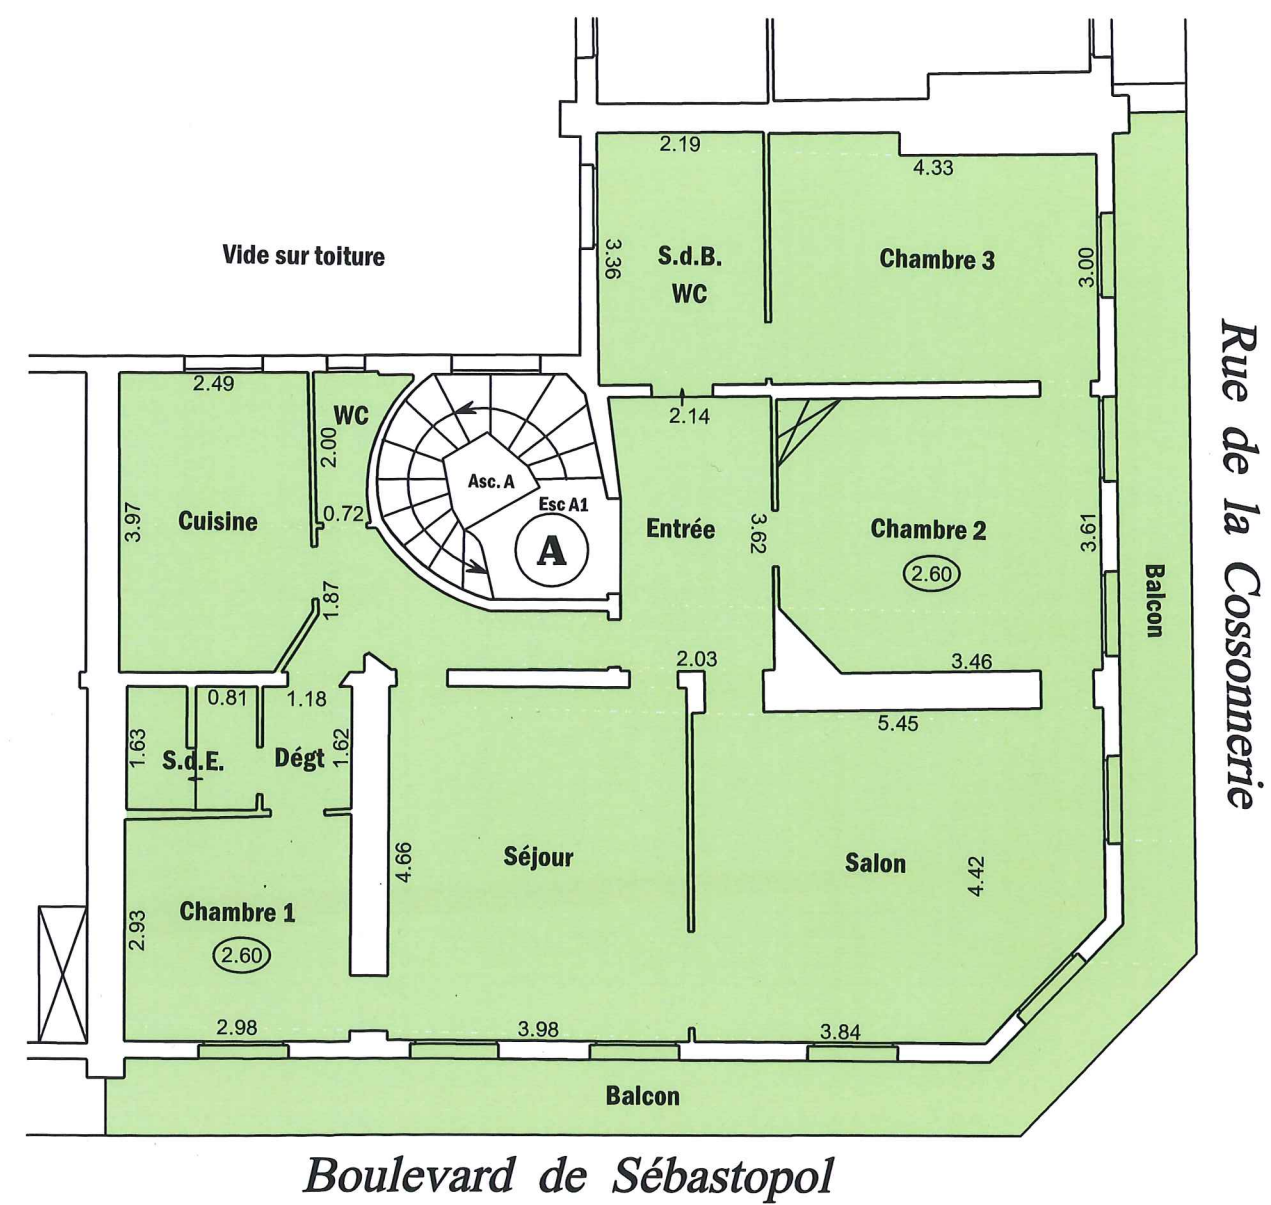 2.19
4.33
Vide sur toiture
3.36
S.d.B.
WC
Chambre 3
3.00
Rue de la Cossonnerie
2.49
WC
2.00
2.14
Asc. A
Esc A1
A
0.72
3.97
Cuisine
Entrée
3.62
Chambre 2
2.60
3.61
Balcon
1.87
2.03
3.46
0.81
1.18
5.45
1.63
S.d.E.
Dégt
1.62
4.66
Séjour
Salon
4.42
Chambre 1
2.60
2.93
2.98
3.98
3.84
Balcon
Boulevard de Sébastopol